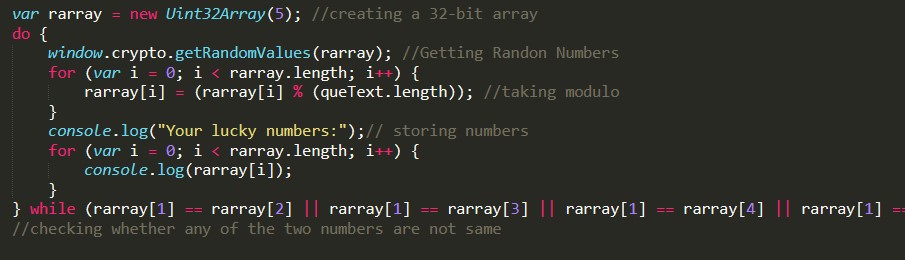 var rarray = new Uint32Array(5); //creating a 32-bit array
do {
window.crypto.getRandomValues(rarray); //Getting Randon Numbers
for (var i = 0; i < rarray.length; i++) {
rarray[i] = (rarray[i] % (queText.length)); //taking modulo
}
console.log("Your lucky numbers:");// storing numbers
for (var i = 0; i < rarray.length; i++) {
console.log(rarray[i]);
}
} while (rarray[1] == rarray[2] || rarray[1] == rarray[3] || rarray[1] == rarray[4] || rarray[1] ==
//checking whether any of the two numbers are not same